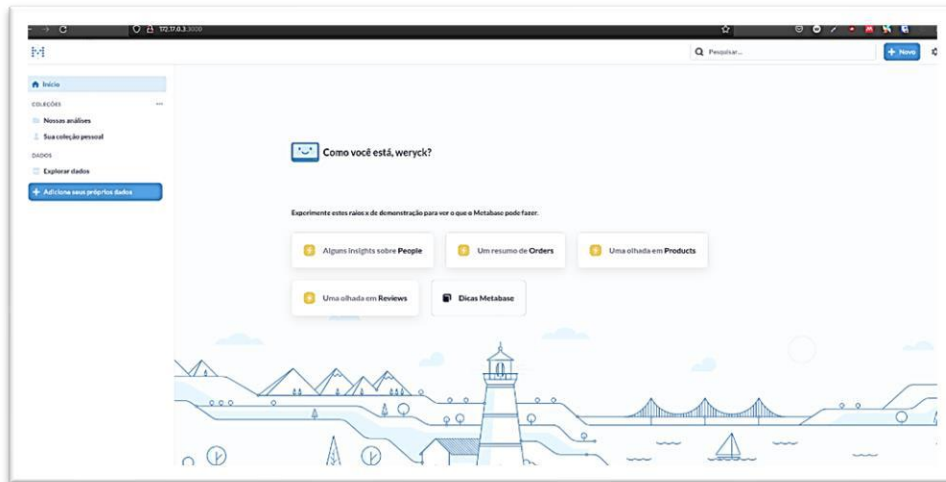 172.17.0.3:3000
Pesquisar...
+ Novo
Início
COLEÇÕES
Nossas análises
Sua coleção pessoal
DADOS
Explorar dados
+ Adicione seus próprios dados
Como você está, weryck?
Experimente estes raios x de demonstração para ver o que o Metabase pode fazer.
Alguns insights sobre People
Um resumo de Orders
Uma olhada em Products
Uma olhada em Reviews
Dicas Metabase